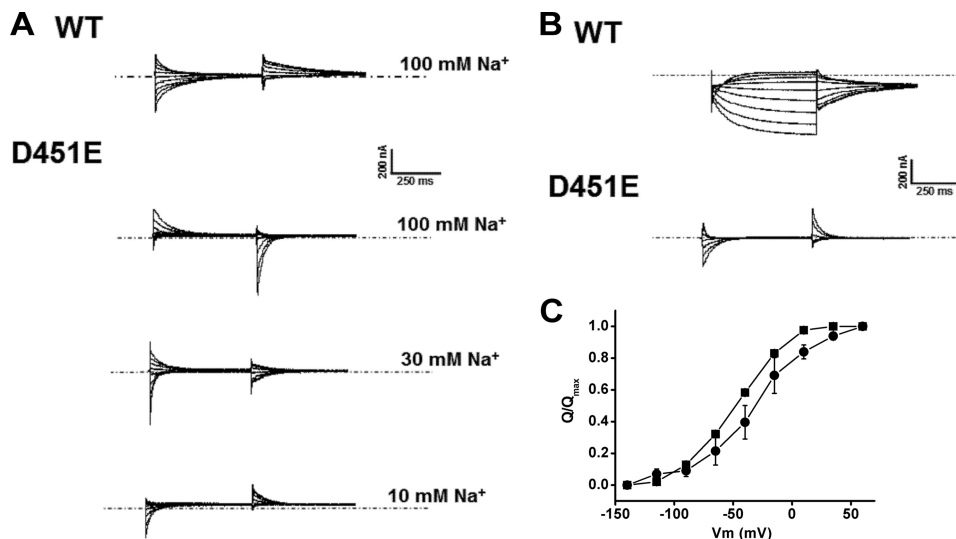 A WT
100 mM Na⁺
D451E
200 nA
250 ms
100 mM Na⁺
30 mM Na⁺
10 mM Na⁺
B WT
D451E
200 nA
250 ms
C
1.0
0.8
0.6
0.4
0.2
0.0
Q/Qmax
-150 -100 -50 0 50
Vm (mV)